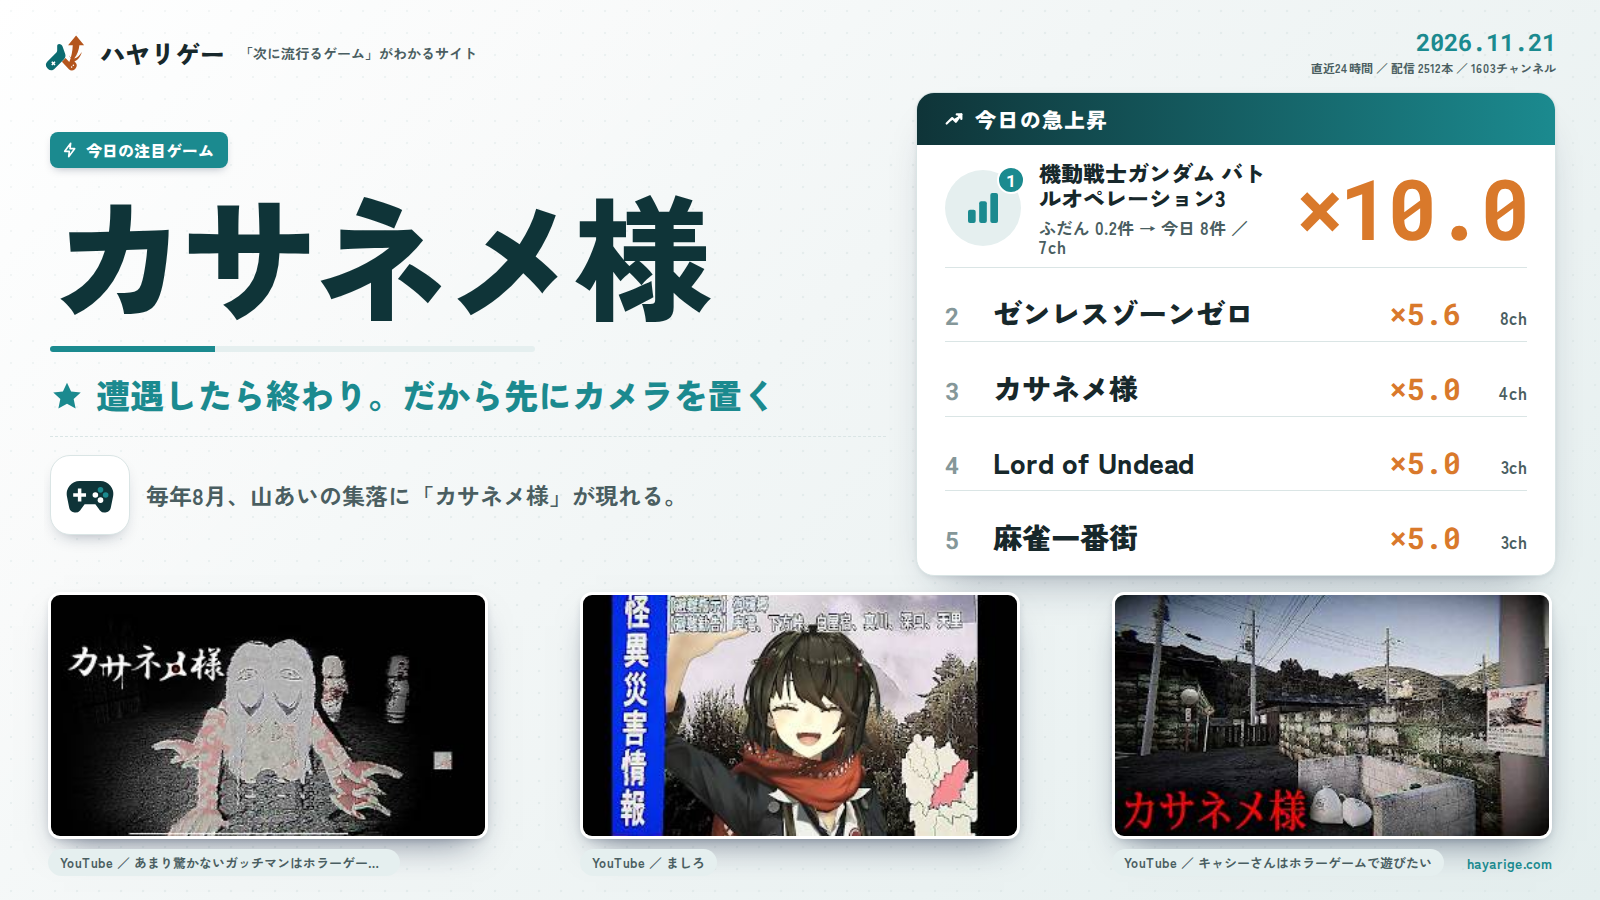 ハヤリゲー
「次に流行るゲーム」がわかるサイト
2026.11.21
直近24時間 ／ 配信 2512本 ／ 1603チャンネル
今日の注目ゲーム
カサネメ様
遭遇したら終わり。だから先にカメラを置く
毎年8月、山あいの集落に「カサネメ様」が現れる。
今日の急上昇
1
機動戦士ガンダム バト
ルオペレーション3
ふだん 0.2件 → 今日 8件 ／
7ch
×10.0
2 ゼンレスゾーンゼロ ×5.6 8ch
3 カサネメ様 ×5.0 4ch
4 Lord of Undead ×5.0 3ch
5 麻雀一番街 ×5.0 3ch
カサネメ様
怪異災害情報
カサネメ様
YouTube ／ あまり驚かないガッチマンはホラーゲー…
YouTube ／ ましろ
YouTube ／ キャシーさんはホラーゲームで遊びたい
hayarige.com